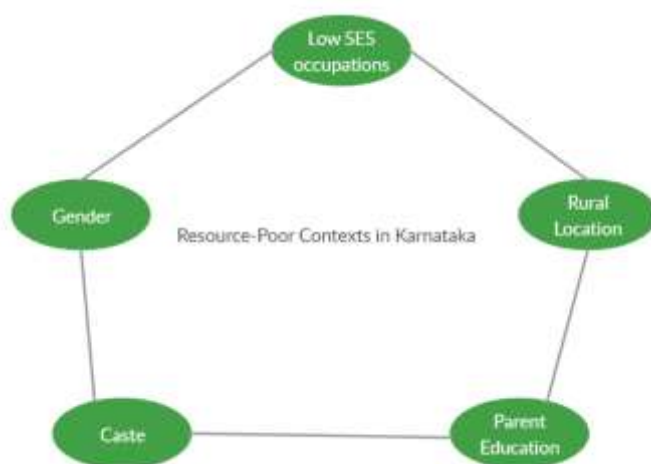 Low SES
occupations
Gender
Rural
Location
Resource-Poor Contexts in Karnataka
Caste
Parent
Education